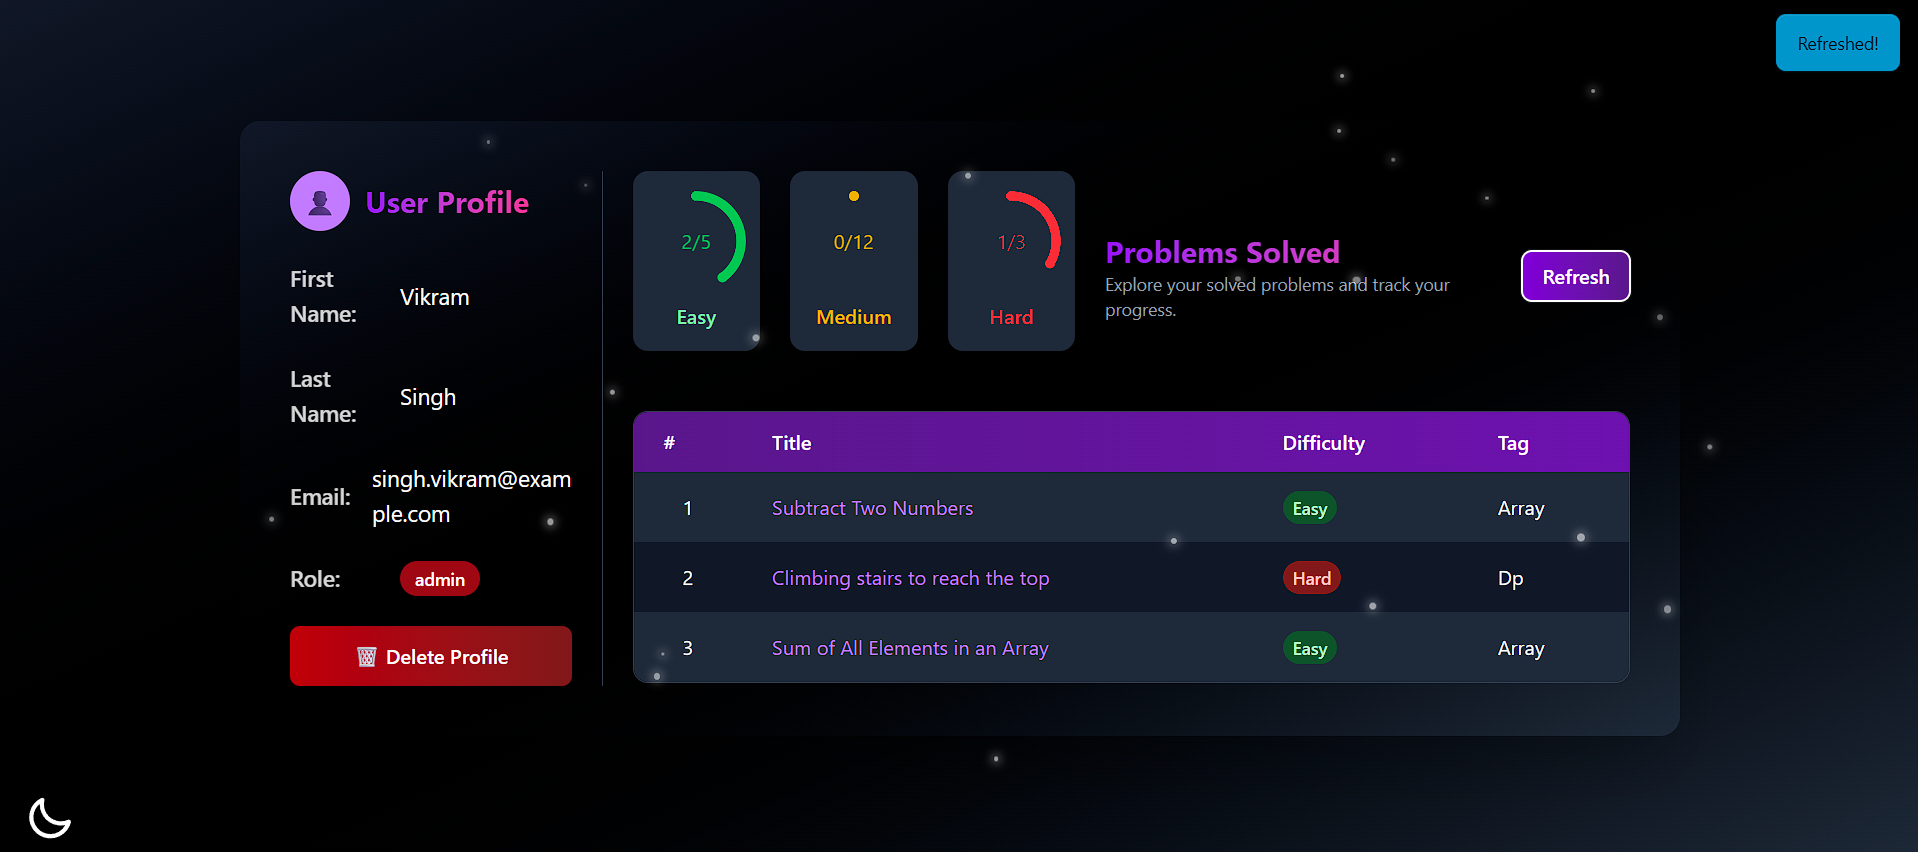 Refreshed!
User Profile
First
Name:
Vikram
Last
Name:
Singh
Email:
singh.vikram@exam
ple.com
Role:
admin
Delete Profile
2/5
Easy
0/12
Medium
1/3
Hard
Problems Solved
Explore your solved problems and track your
progress.
Refresh
# Title Difficulty Tag
1 Subtract Two Numbers Easy Array
2 Climbing stairs to reach the top Hard Dp
3 Sum of All Elements in an Array Easy Array